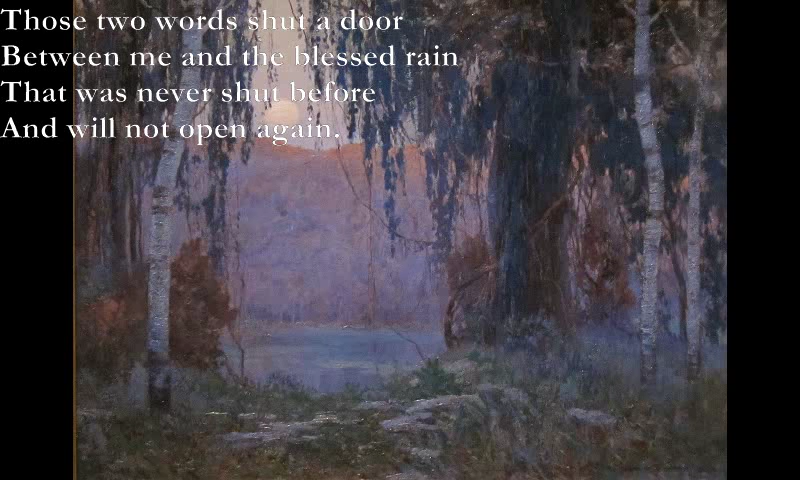 Those two words shut a door
Between me and the blessed rain
That was never shut before
And will not open again.